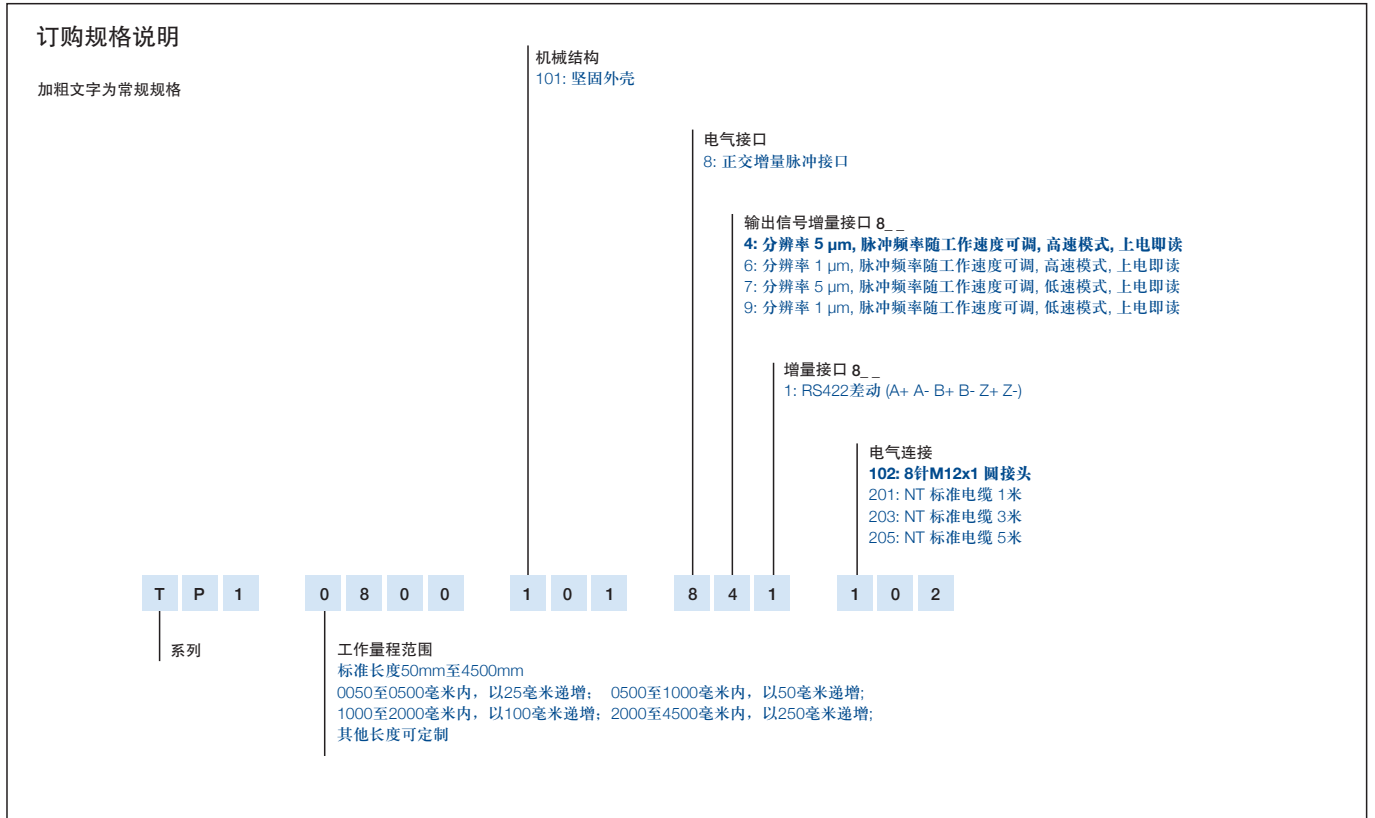 订购规格说明
加粗文字为常规规格
机械结构
101: 坚固外壳
电气接口
8: 正交增量脉冲接口
输出信号增量接口 8_ _
4: 分辨率 5 μm, 脉冲频率随工作速度可调, 高速模式, 上电即读
6: 分辨率 1 μm, 脉冲频率随工作速度可调, 高速模式, 上电即读
7: 分辨率 5 μm, 脉冲频率随工作速度可调, 低速模式, 上电即读
9: 分辨率 1 μm, 脉冲频率随工作速度可调, 低速模式, 上电即读
增量接口 8_ _
1: RS422差动 (A+ A- B+ B- Z+ Z-)
电气连接
102: 8针M12x1 圆接头
201: NT 标准电缆 1米
203: NT 标准电缆 3米
205: NT 标准电缆 5米
T P 1 0 8 0 0 1 0 1 8 4 1 1 0 2
系列
工作量程范围
标准长度50mm至4500mm
0050至0500毫米内，以25毫米递增； 0500至1000毫米内，以50毫米递增;
1000至2000毫米内，以100毫米递增；2000至4500毫米内，以250毫米递增;
其他长度可定制